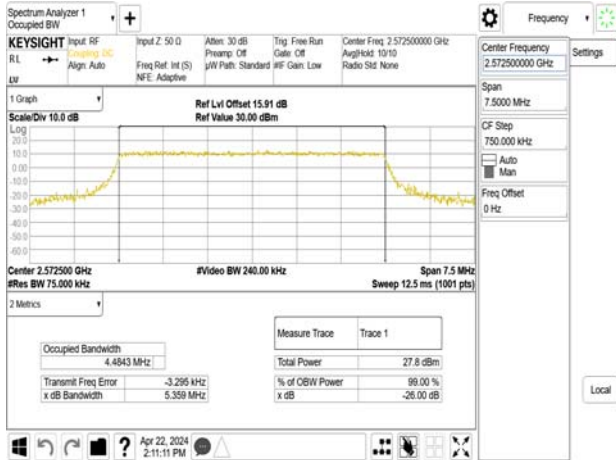 Spectrum Analyzer 1
Occupied BW
+
Frequency
KEYSIGHT Input: RF
RL
Coupling: DC
Align: Auto
LXI
Input Z: 50 Ω
Freq Ref: Int (S)
NFE: Adaptive
Atten: 30 dB
Preamp: Off
µW Path: Standard
Trig: Free Run
Gate: Off
#IF Gain: Low
Center Freq: 2.572500000 GHz
Avg|Hold: 10/10
Radio Std: None
Center Frequency
2.572500000 GHz
Settings
Span
7.5000 MHz
CF Step
750.000 kHz
Auto
Man
Freq Offset
0 Hz
Local
1 Graph
Scale/Div 10.0 dB
Ref Lvl Offset 15.91 dB
Ref Value 30.00 dBm
Log
20.0
10.0
0.00
-10.0
-20.0
-30.0
-40.0
-50.0
-60.0
Center 2.572500 GHz
#Video BW 240.00 kHz
Span 7.5 MHz
#Res BW 75.000 kHz
Sweep 12.5 ms (1001 pts)
2 Metrics
Measure Trace
Trace 1
Occupied Bandwidth
4.4843 MHz
Total Power
27.8 dBm
Transmit Freq Error
-3.295 kHz
% of OBW Power
99.00 %
x dB Bandwidth
5.359 MHz
x dB
-26.00 dB
?
Apr 22, 2024
2:11:11 PM